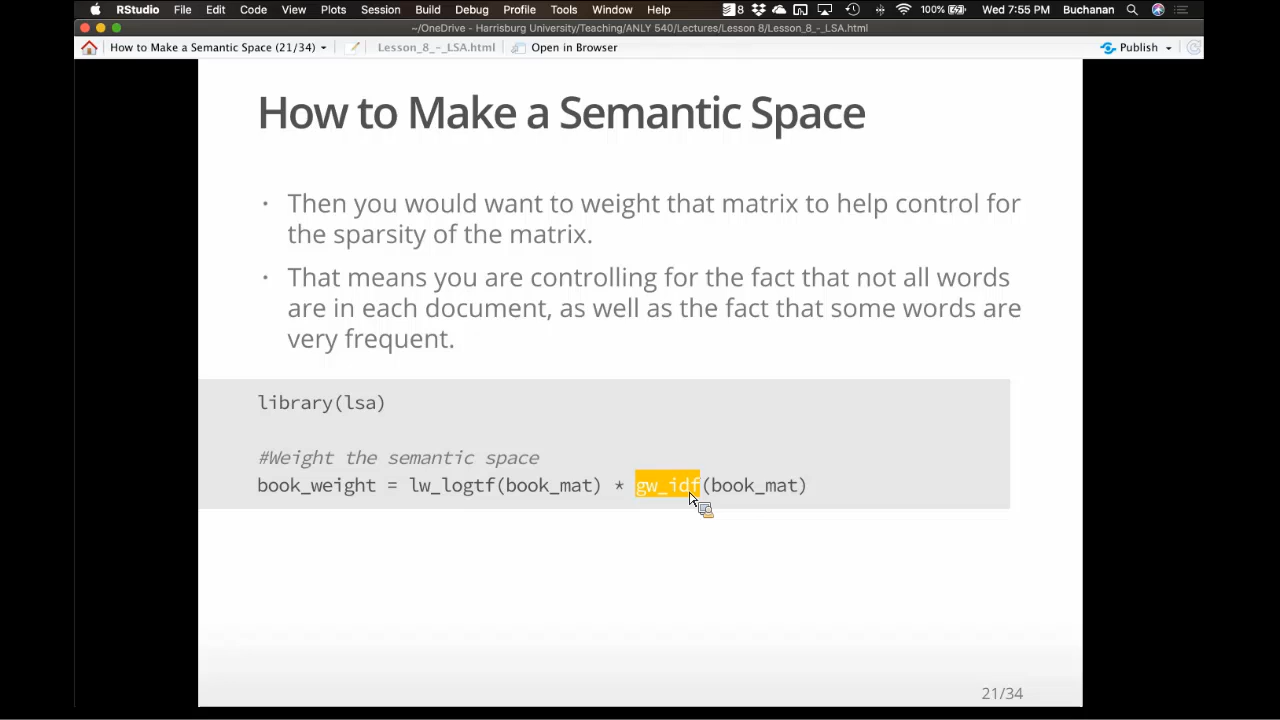 RStudio File Edit Code View Plots Session Build Debug Profile Tools Window Help 8 100% Wed 7:55 PM Buchanan
~/OneDrive - Harrisburg University/Teaching/ANLY 540/Lectures/Lesson 8/Lesson_8_-_LSA.html
How to Make a Semantic Space (21/34) Lesson_8_-_LSA.html Open in Browser Publish
How to Make a Semantic Space
• Then you would want to weight that matrix to help control for
the sparsity of the matrix.
• That means you are controlling for the fact that not all words
are in each document, as well as the fact that some words are
very frequent.
library(lsa)
#Weight the semantic space
book_weight = lw_logtf(book_mat) * gw_idf(book_mat)
21/34